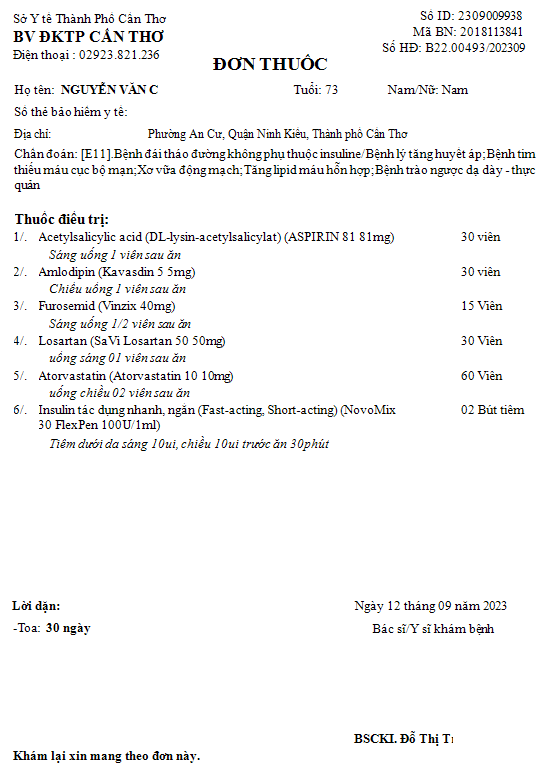 Sở Y tế Thành Phố Cần Thơ
BV ĐKTP CẦN THƠ
Điện thoại : 02923.821.236
Số ID: 2309009938
Mã BN: 2018113841
Số HĐ: B22.00493/202309
ĐƠN THUỐC
Họ tên: NGUYỄN VĂN C Tuổi: 73 Nam/Nữ: Nam
Số thẻ bảo hiểm y tế:
Địa chỉ: Phường An Cư, Quận Ninh Kiều, Thành phố Cần Thơ
Chẩn đoán: [E11].Bệnh đái tháo đường không phụ thuộc insuline/Bệnh lý tăng huyết áp;Bệnh tim
thiếu máu cục bộ mạn;Xơ vữa động mạch;Tăng lipid máu hỗn hợp;Bệnh trào ngược dạ dày - thực
quản
Thuốc điều trị:
1/. Acetylsalicylic acid (DL-lysin-acetylsalicylat) (ASPIRIN 81 81mg) 30 viên
Sáng uống 1 viên sau ăn
2/. Amlodipin (Kavasdin 5 5mg) 30 viên
Chiều uống 1 viên sau ăn
3/. Furosemid (Vinzix 40mg) 15 Viên
Sáng uống 1/2 viên sau ăn
4/. Losartan (SaVi Losartan 50 50mg) 30 Viên
uống sáng 01 viên sau ăn
5/. Atorvastatin (Atorvastatin 10 10mg) 60 Viên
uống chiều 02 viên sau ăn
6/. Insulin tác dụng nhanh, ngắn (Fast-acting, Short-acting) (NovoMix 02 Bút tiêm
30 FlexPen 100U/1ml)
Tiêm dưới da sáng 10ui, chiều 10ui trước ăn 30phút
Lời dặn: Ngày 12 tháng 09 năm 2023
-Toa: 30 ngày Bác sĩ/Y sĩ khám bệnh
BSCKI. Đỗ Thị T
Khám lại xin mang theo đơn này.